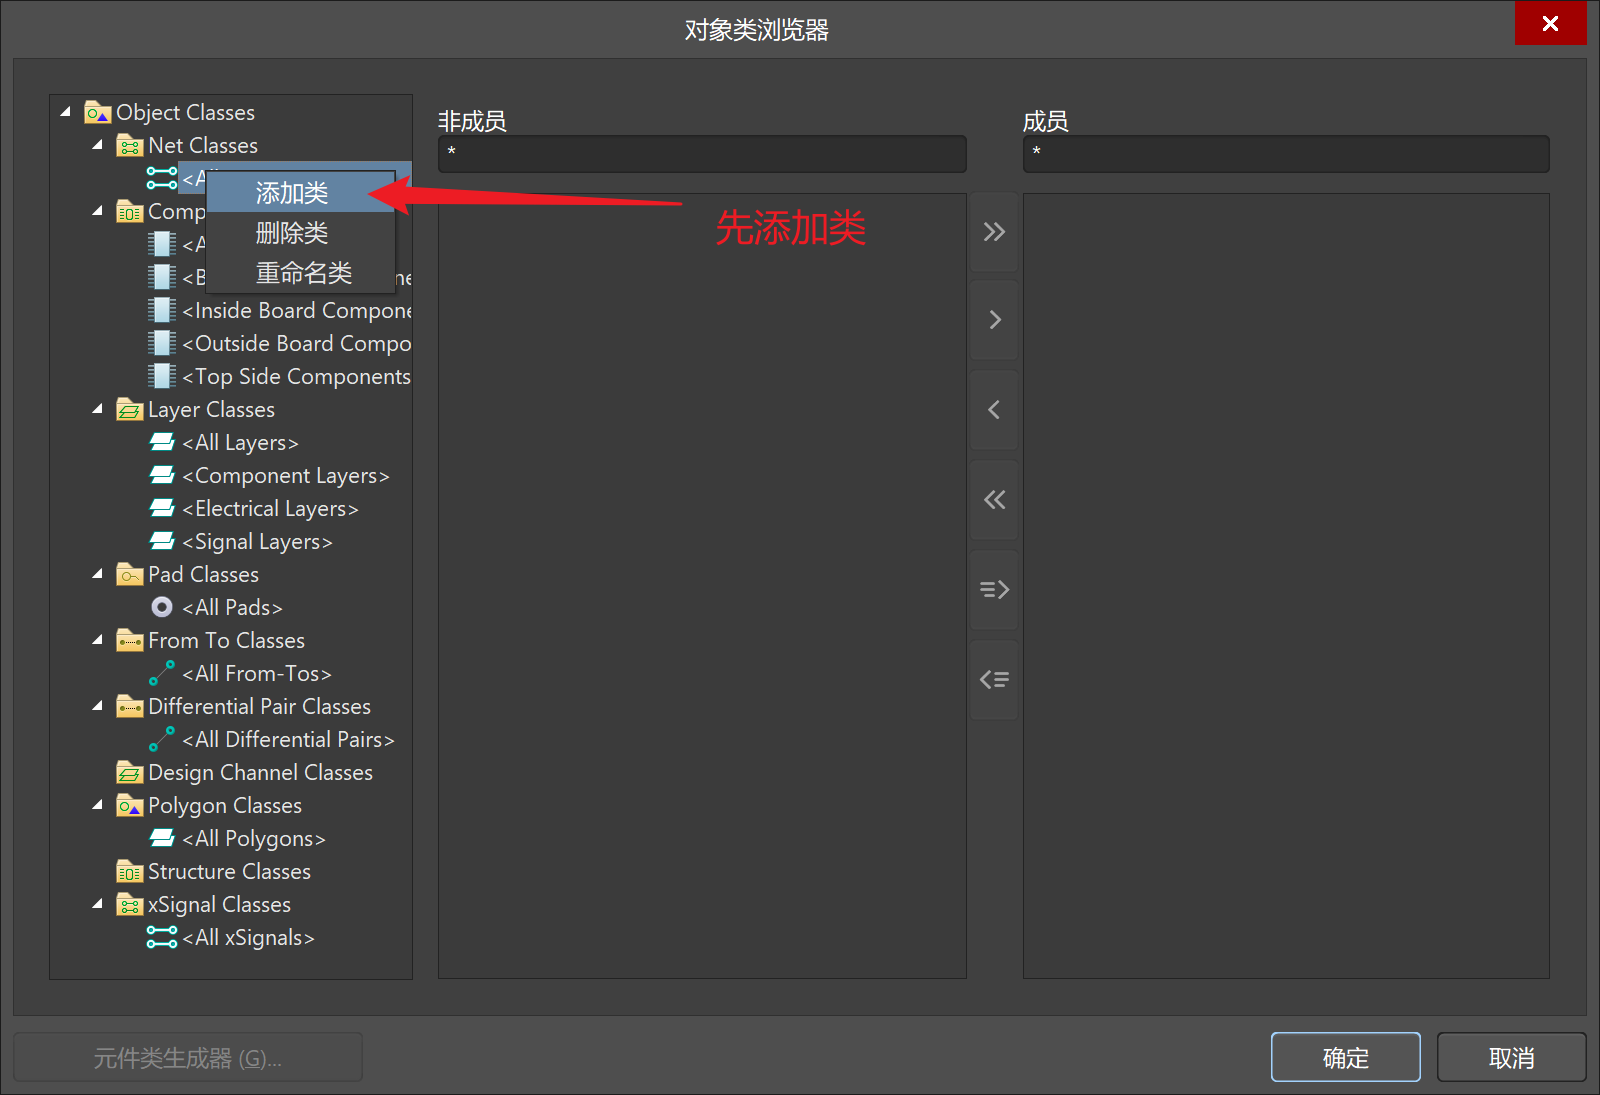 对象类浏览器
Object Classes
Net Classes
<Al
添加类
删除类
重命名类
Comp
<A
<B
ne
<Inside Board Compone
<Outside Board Compo
<Top Side Components
Layer Classes
<All Layers>
<Component Layers>
<Electrical Layers>
<Signal Layers>
Pad Classes
<All Pads>
From To Classes
<All From-Tos>
Differential Pair Classes
<All Differential Pairs>
Design Channel Classes
Polygon Classes
<All Polygons>
Structure Classes
xSignal Classes
<All xSignals>
非成员
*
先添加类
成员
*
元件类生成器 (G)...
确定
取消